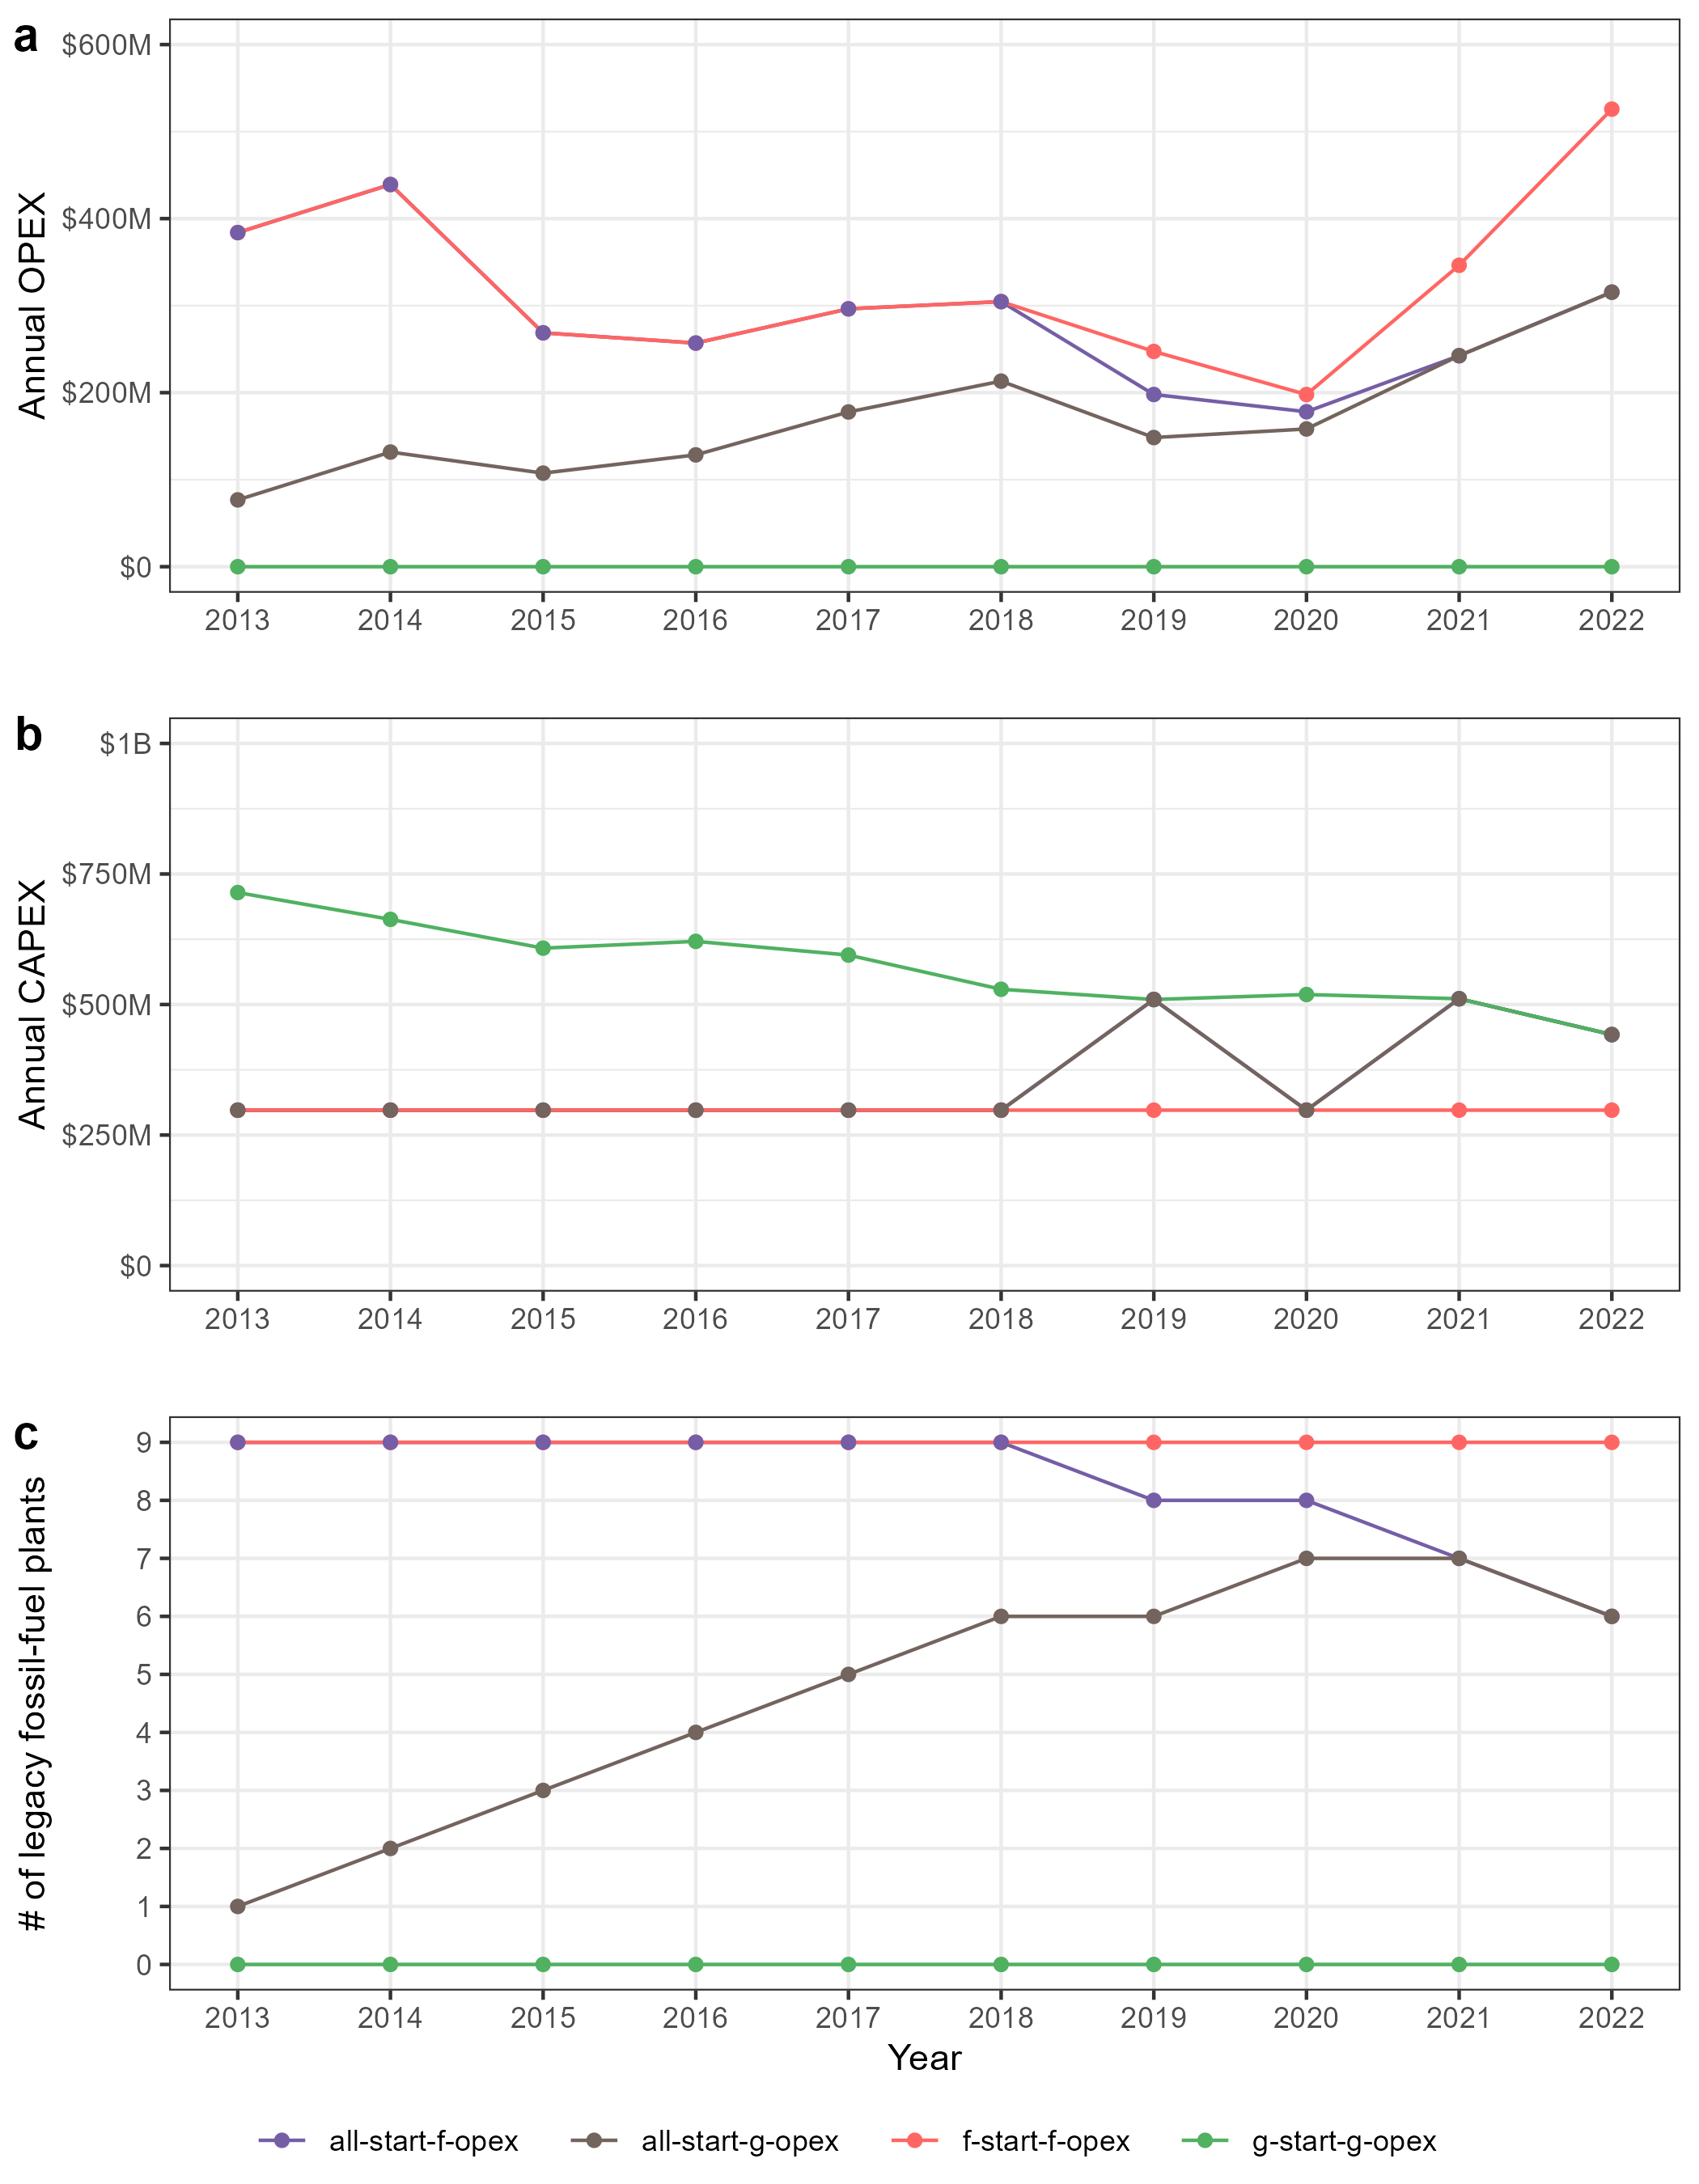 a
Annual OPEX
$600M
$400M
$200M
$0
2013 2014 2015 2016 2017 2018 2019 2020 2021 2022
b
Annual CAPEX
$1B
$750M
$500M
$250M
$0
2013 2014 2015 2016 2017 2018 2019 2020 2021 2022
c
# of legacy fossil-fuel plants
9
8
7
6
5
4
3
2
1
0
2013 2014 2015 2016 2017 2018 2019 2020 2021 2022
Year
all-start-f-opex all-start-g-opex f-start-f-opex g-start-g-opex